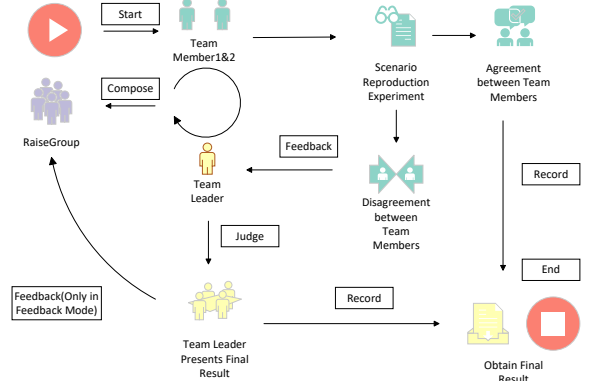 Start
Team
Member1&2
Scenario
Reproduction
Experiment
Agreement
between Team
Members
Compose
RaiseGroup
Feedback
Team
Leader
Disagreement
between
Team
Members
Record
Judge
End
Feedback(Only in
Feedback Mode)
Record
Team Leader
Presents Final
Result
Obtain Final
Result